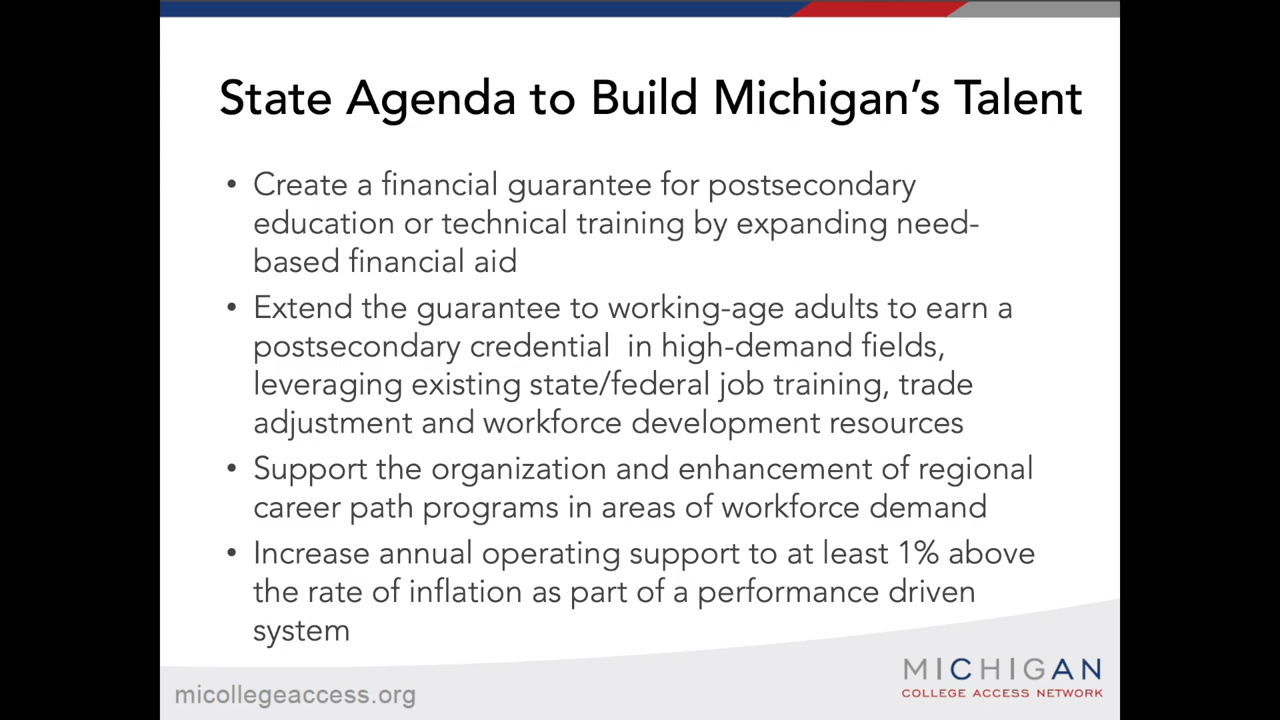 State Agenda to Build Michigan’s Talent
• Create a financial guarantee for postsecondary
education or technical training by expanding need-
based financial aid
• Extend the guarantee to working-age adults to earn a
postsecondary credential  in high-demand fields,
leveraging existing state/federal job training, trade
adjustment and workforce development resources
• Support the organization and enhancement of regional
career path programs in areas of workforce demand
• Increase annual operating support to at least 1% above
the rate of inflation as part of a performance driven
system
MICHIGAN
COLLEGE ACCESS NETWORK
micollegeaccess.org